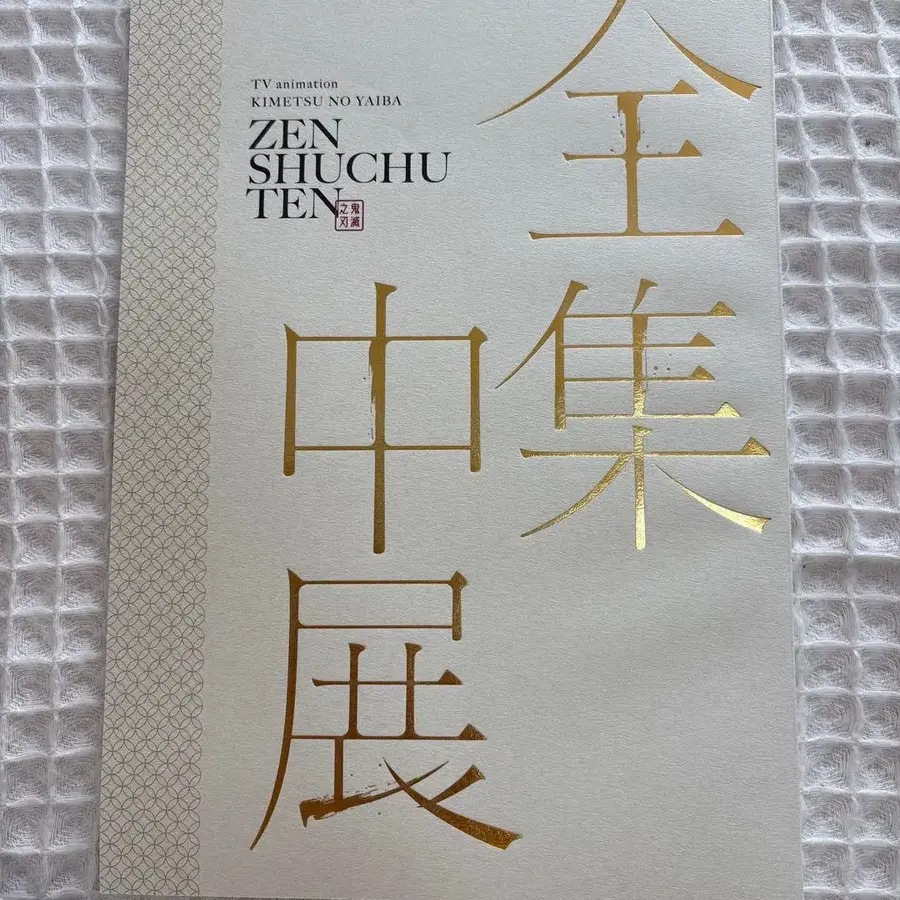 TV animation
KIMETSU NO YAIBA
ZEN
SHUCHU
TEN
鬼滅
之刃
全集
中展